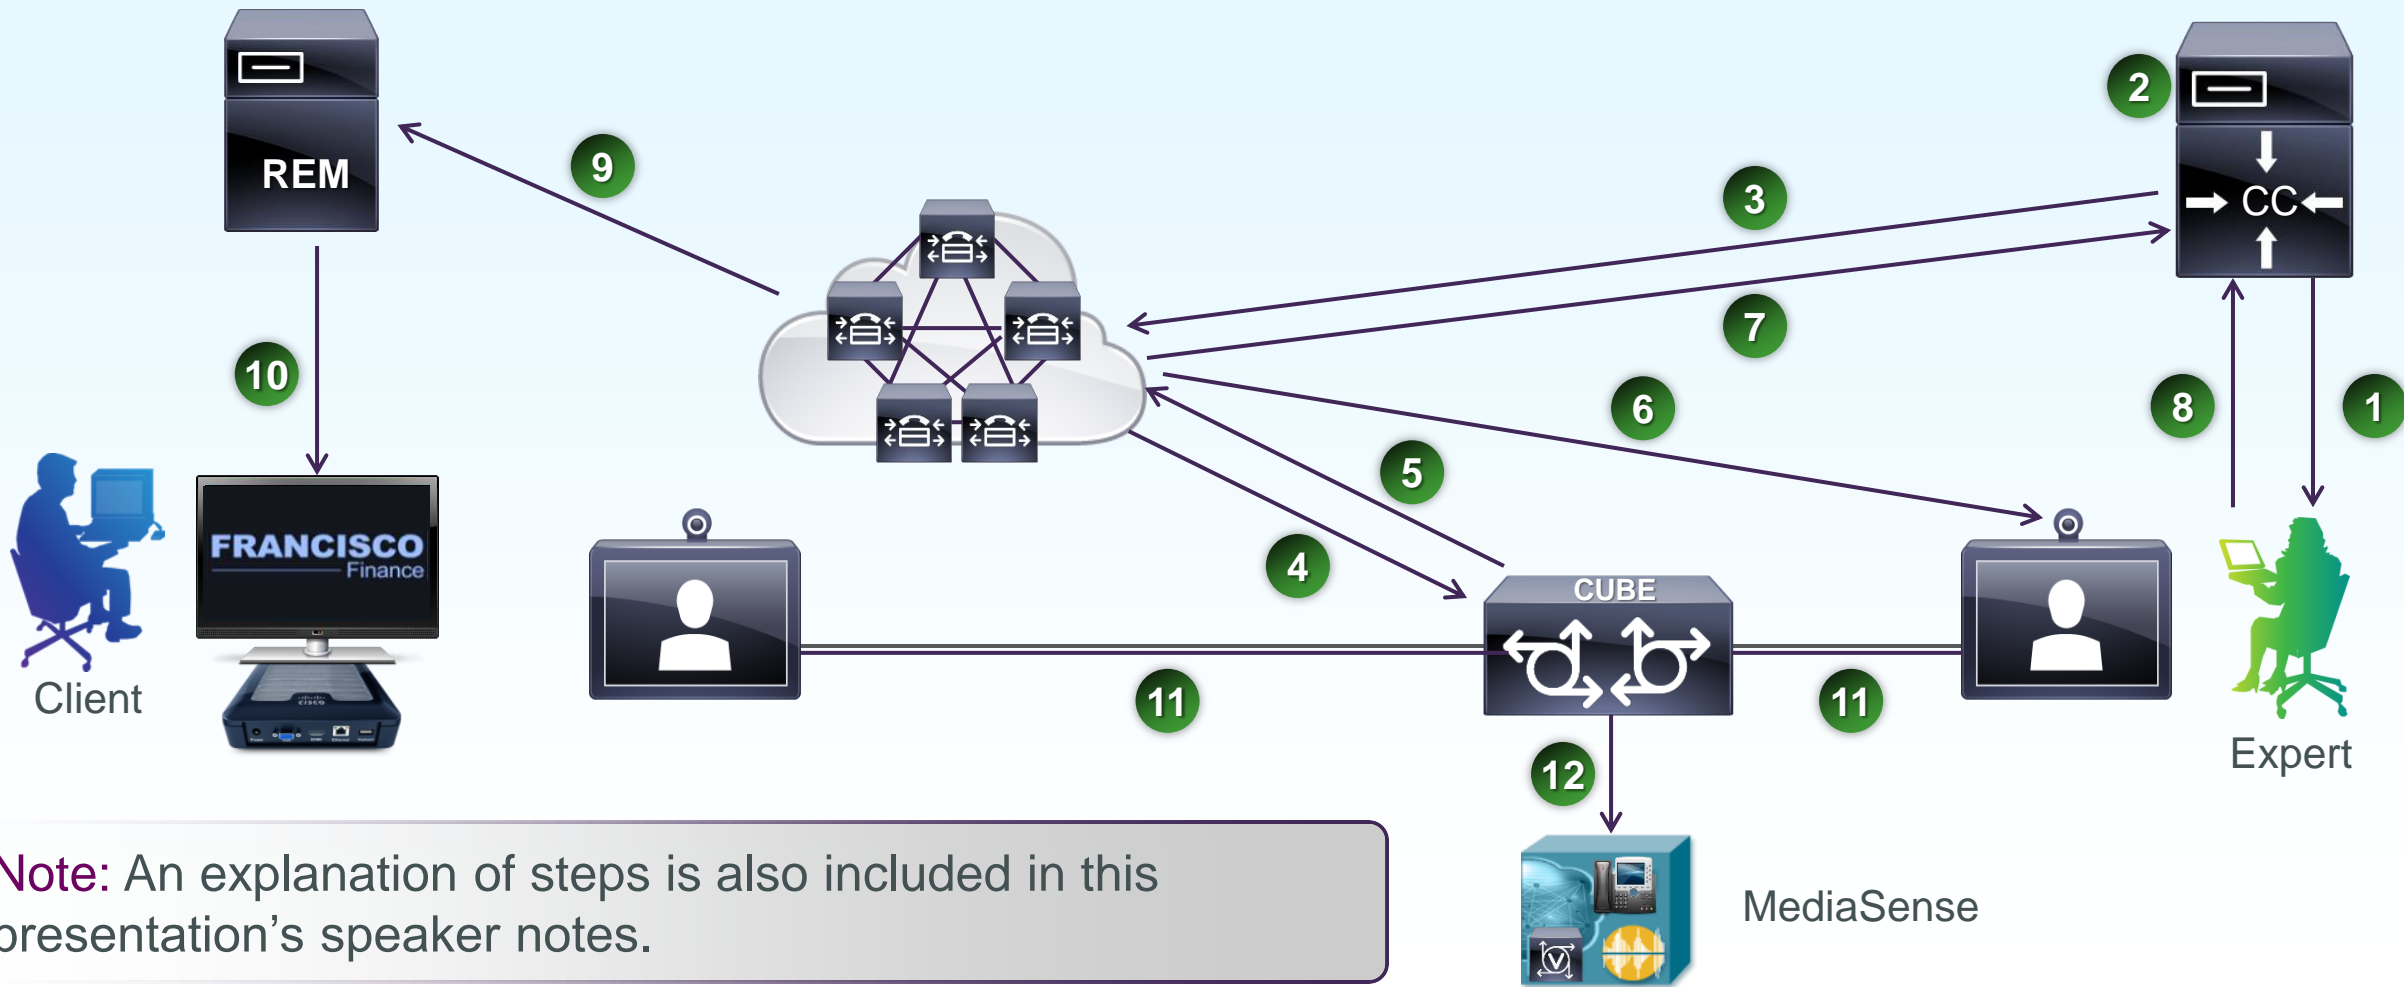 2
REM
9
3
CC
7
10
6
8
1
5
FRANCISCO
Finance
4
CUBE
Client
CISCO
11
11
Expert
12
Note: An explanation of steps is also included in this
presentation's speaker notes.
MediaSense
V